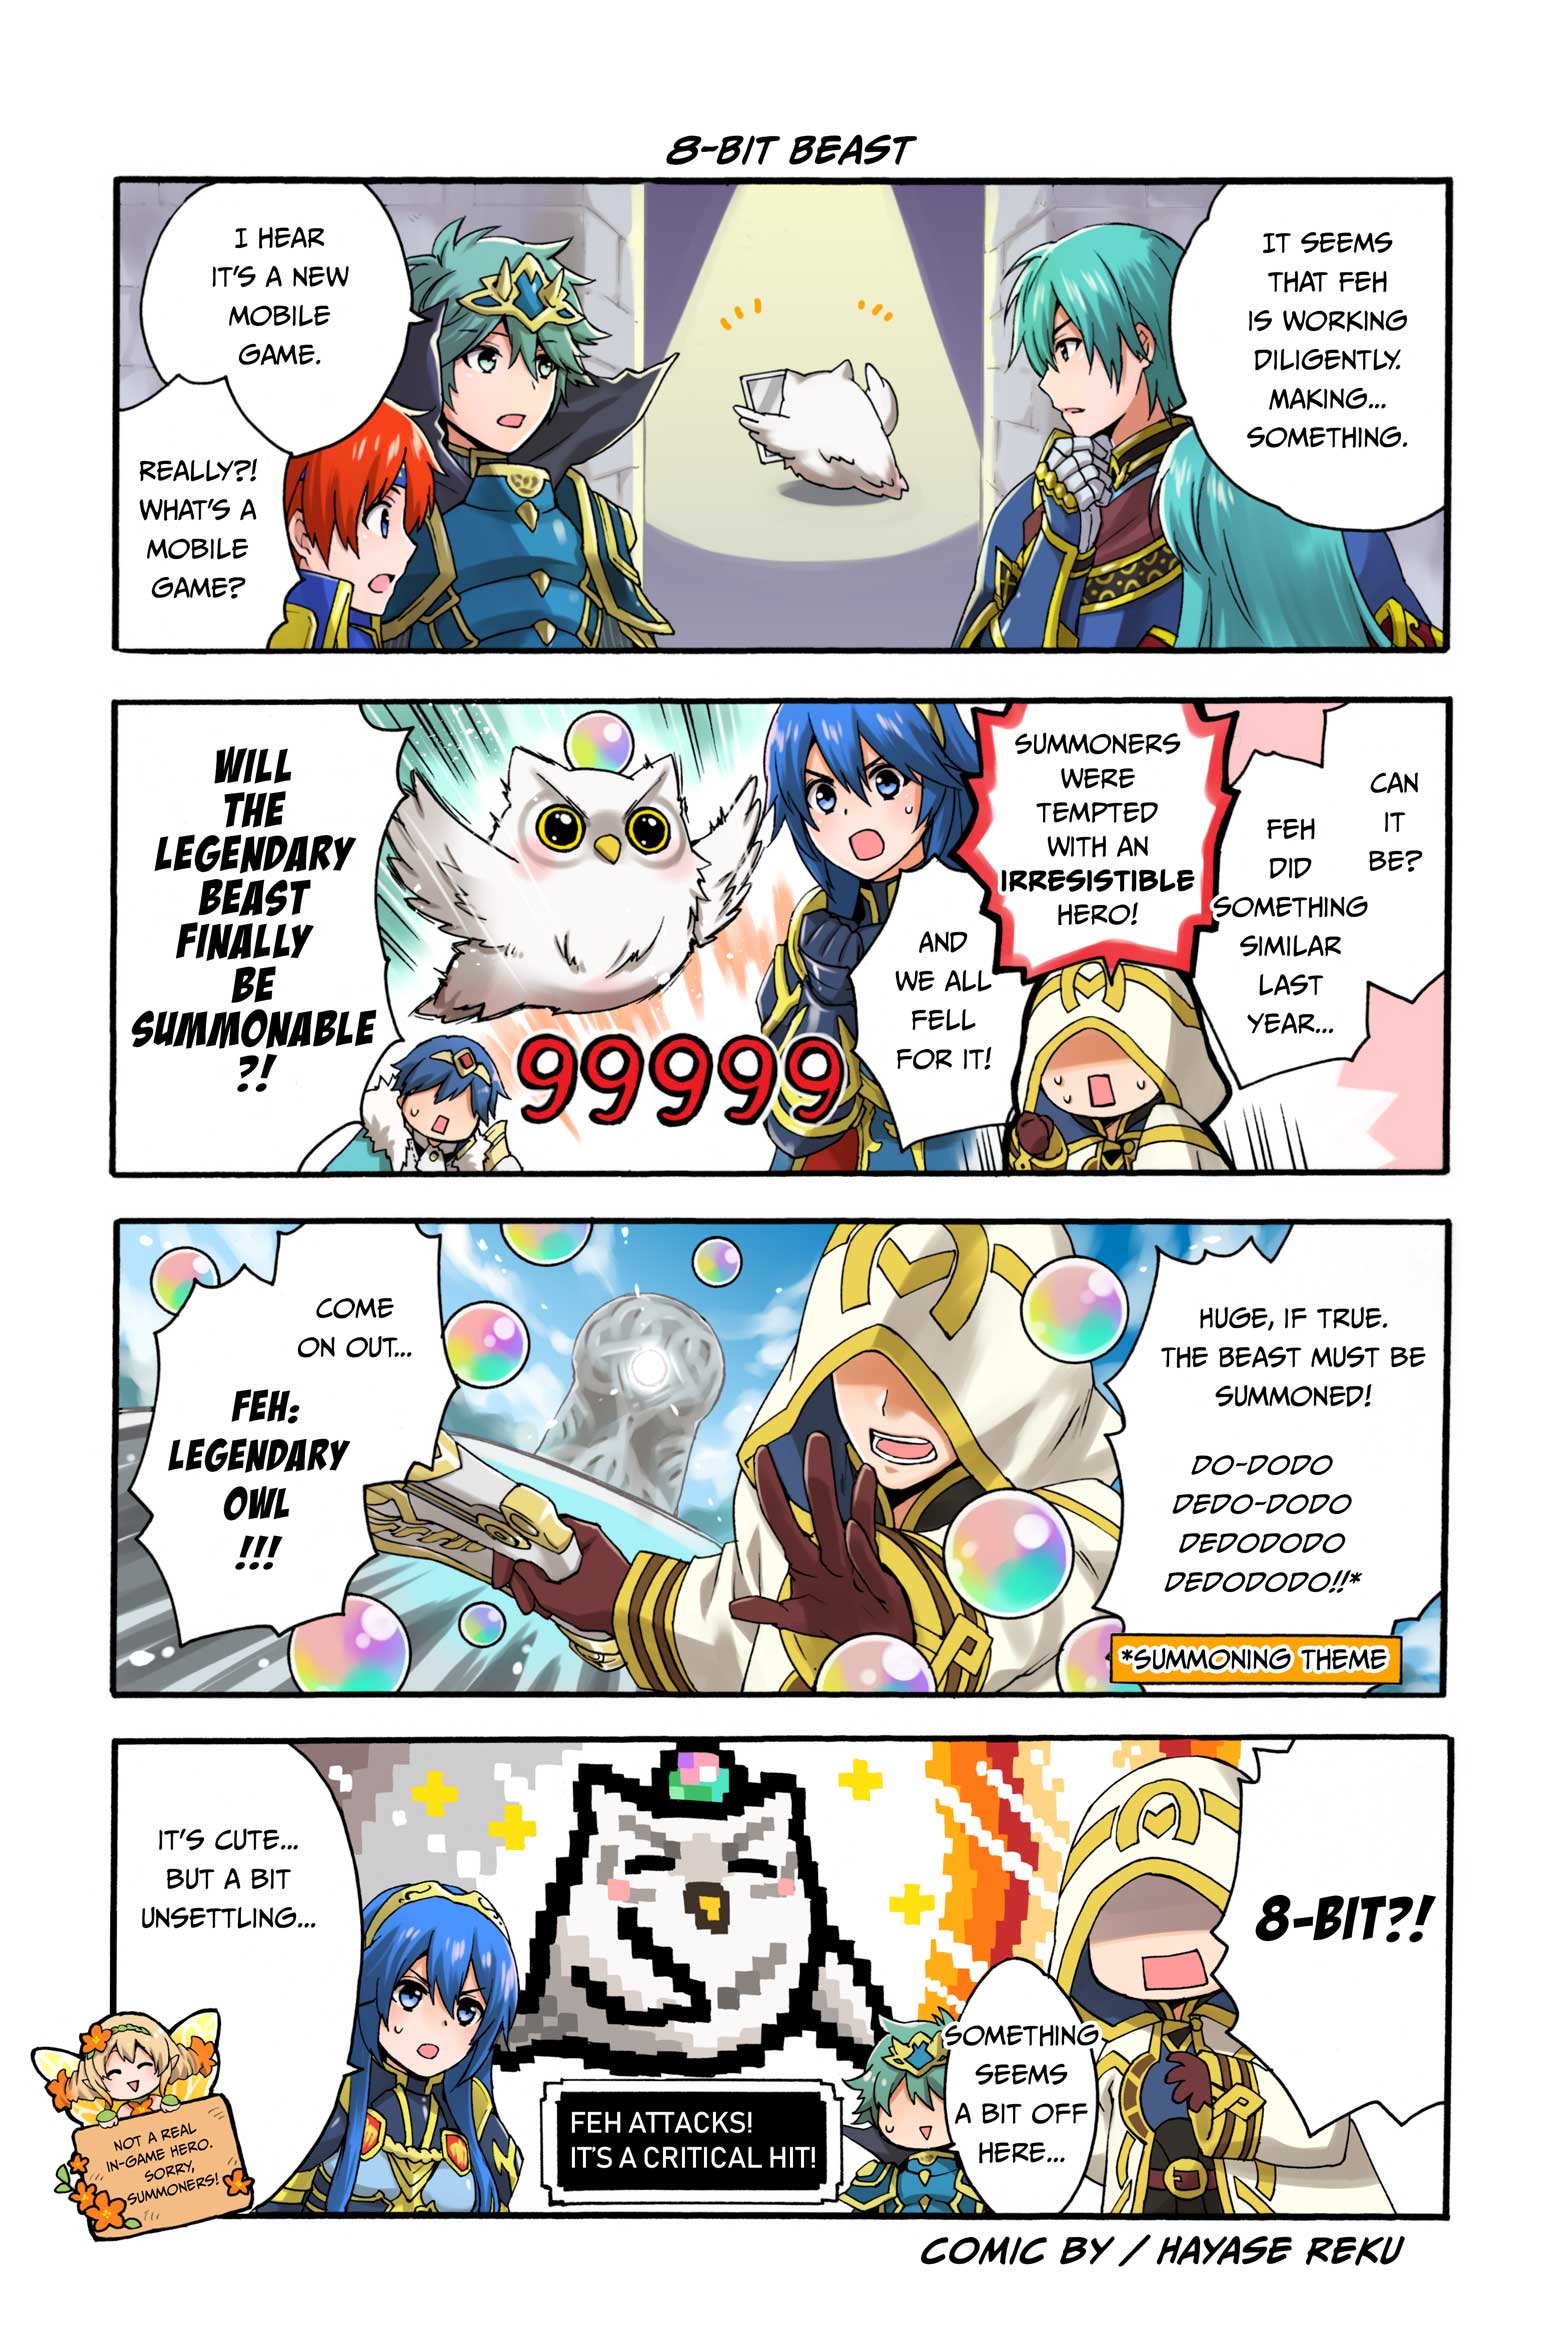 8-BIT BEAST
IT SEEMS
THAT FEH
IS WORKING
DILIGENTLY.
MAKING...
SOMETHING.
I HEAR
IT'S A NEW
MOBILE
GAME.
REALLY?!
WHAT'S A
MOBILE
GAME?
CAN
IT
BE?
FEH
DID
SOMETHING
SIMILAR
LAST
YEAR...
SUMMONERS
WERE
TEMPTED
WITH AN
IRRESISTIBLE
HERO!
AND
WE ALL
FELL
FOR IT!
99999
WILL
THE
LEGENDARY
BEAST
FINALLY
BE
SUMMONABLE
?!
HUGE, IF TRUE.
THE BEAST MUST BE
SUMMONED!
DO-DODO
DEDO-DODO
DEDODODO
DEDODODO!!*
*SUMMONING THEME
COME
ON OUT...
FEH:
LEGENDARY
OWL
!!!
8-BIT?!
SOMETHING
SEEMS
A BIT OFF
HERE...
FEH ATTACKS!
IT'S A CRITICAL HIT!
IT'S CUTE...
BUT A BIT
UNSETTLING...
NOT A REAL
IN-GAME HERO.
SORRY,
SUMMONERS!
COMIC BY / HAYASE REKU